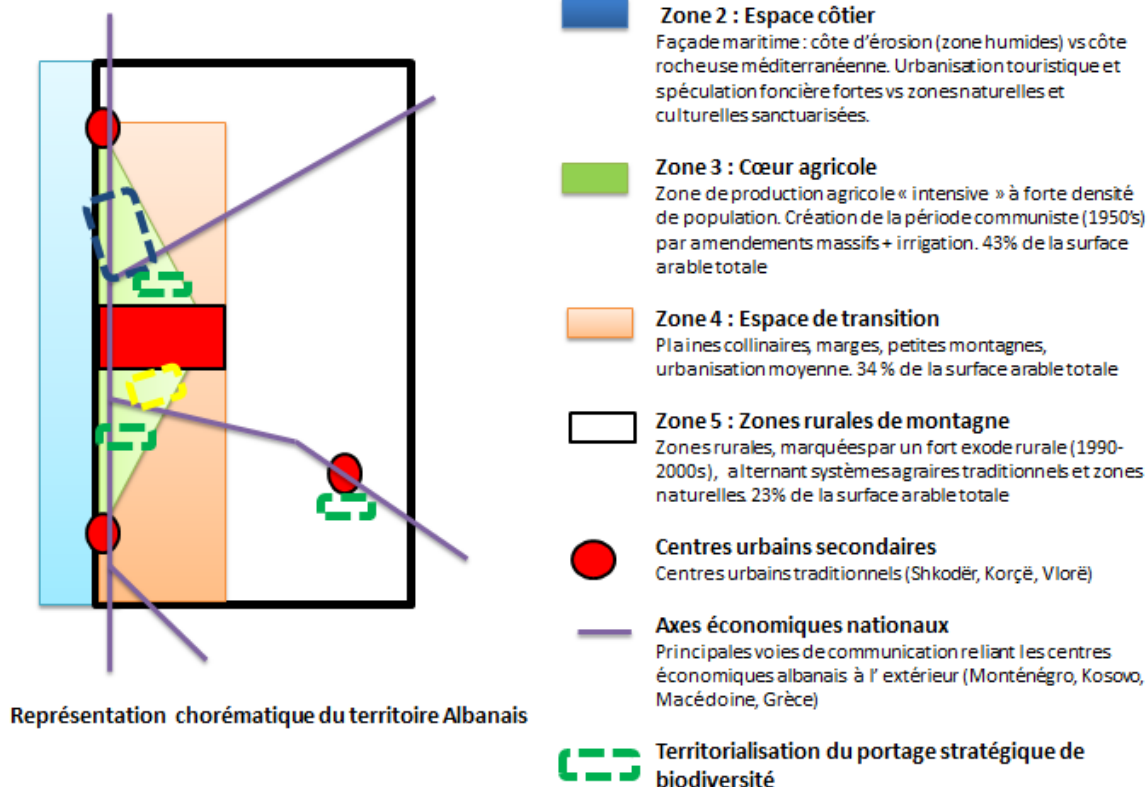 Zone 2 : Espace côtier
Façade maritime : côte d’érosion (zone humides) vs côte
rocheuse méditerranéenne. Urbanisation touristique et
spéculation foncière fortes vs zones naturelles et
culturelles sanctuarisées.
Zone 3 : Cœur agricole
Zone de production agricole « intensive » à forte densité
de population. Création de la période communiste (1950’s)
par amendements massifs + irrigation. 43% de la surface
arable totale
Zone 4 : Espace de transition
Plaines collinaires, marges, petites montagnes,
urbanisation moyenne. 34 % de la surface arable totale
Zone 5 : Zones rurales de montagne
Zones rurales, marquées par un fort exode rurale (1990-
2000s), alternant systèmes agraires traditionnels et zones
naturelles. 23% de la surface arable totale
Centres urbains secondaires
Centres urbains traditionnels (Shkodër, Korçë, Vlorë)
Axes économiques nationaux
Principales voies de communication reliant les centres
économiques albanais à l’ extérieur (Monténégro, Kosovo,
Macédoine, Grèce)
Représentation chorématique du territoire Albanais
Territorialisation du portage stratégique de
biodiversité